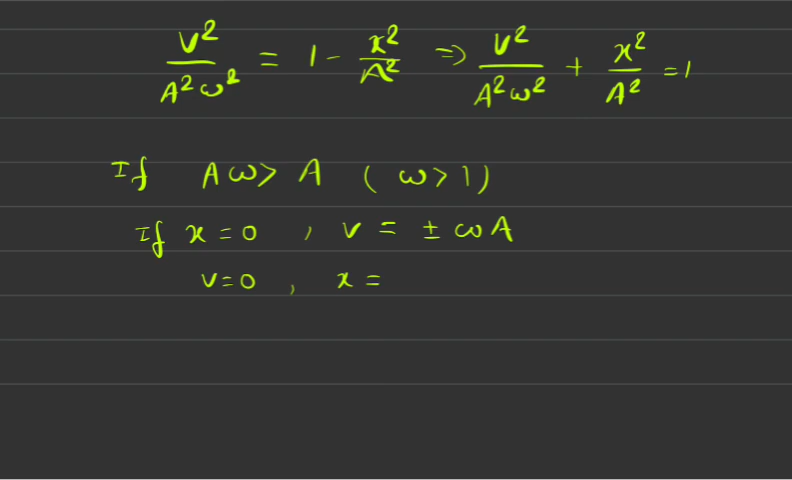 v²/A²ω² = 1 - x²/A² ⇒ v²/A²ω² + x²/A² = 1
If Aω > A (ω > 1)
If x = 0 , v = ± ωA
v = 0 , x =